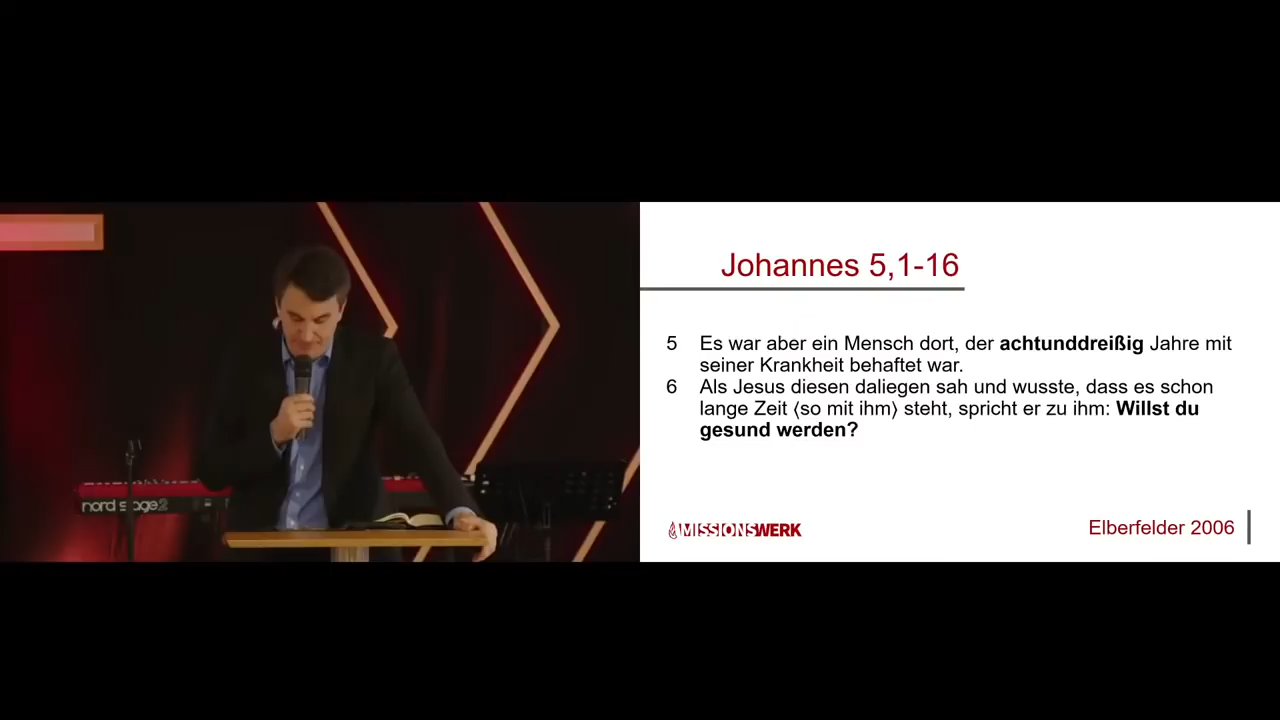 nord stage 2
Johannes 5,1-16
5 Es war aber ein Mensch dort, der achtunddreißig Jahre mit
seiner Krankheit behaftet war.
6 Als Jesus diesen daliegen sah und wusste, dass es schon
lange Zeit ⟨so mit ihm⟩ steht, spricht er zu ihm: Willst du
gesund werden?
MISSIONSWERK
Elberfelder 2006